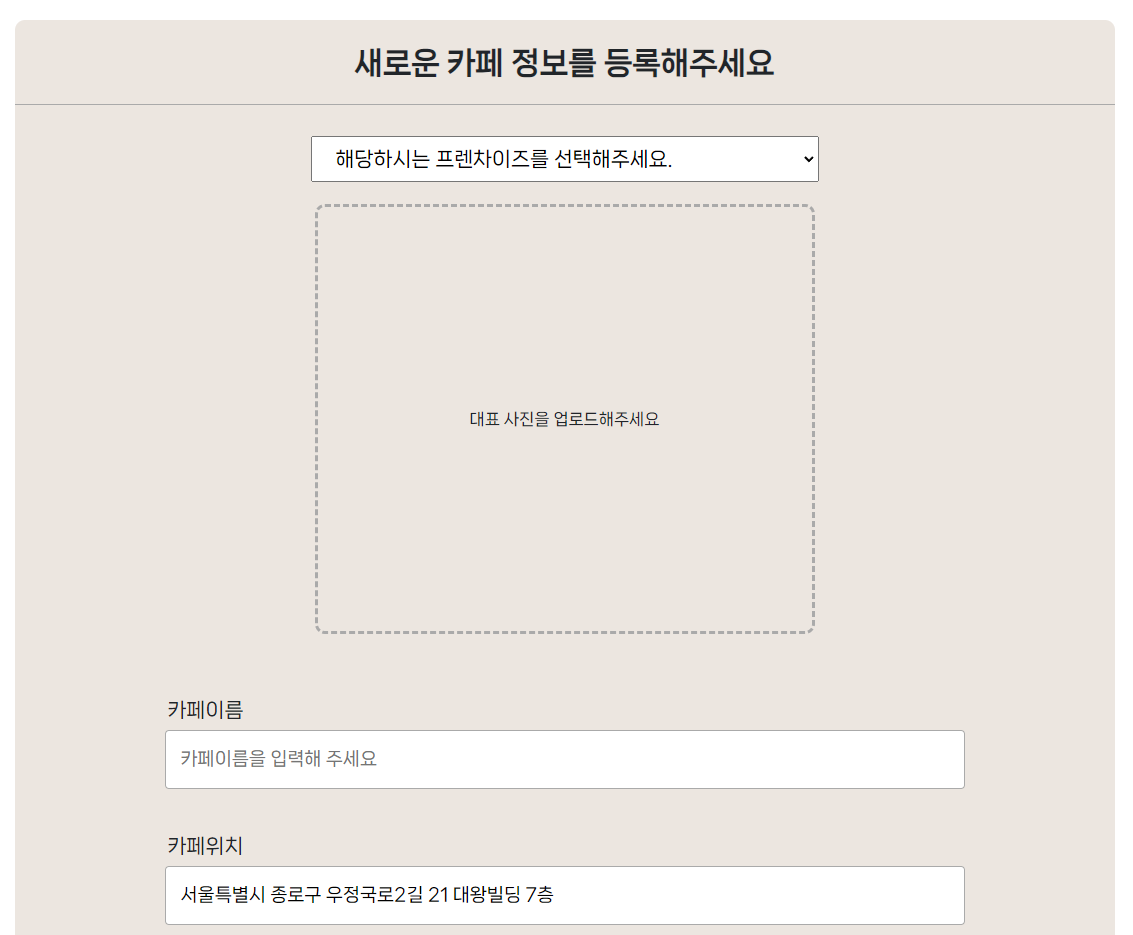 새로운 카페 정보를 등록해주세요
해당하시는 프렌차이즈를 선택해주세요.
대표 사진을 업로드해주세요
카페이름
카페이름을 입력해 주세요
카페위치
서울특별시 종로구 우정국로2길 21 대왕빌딩 7층